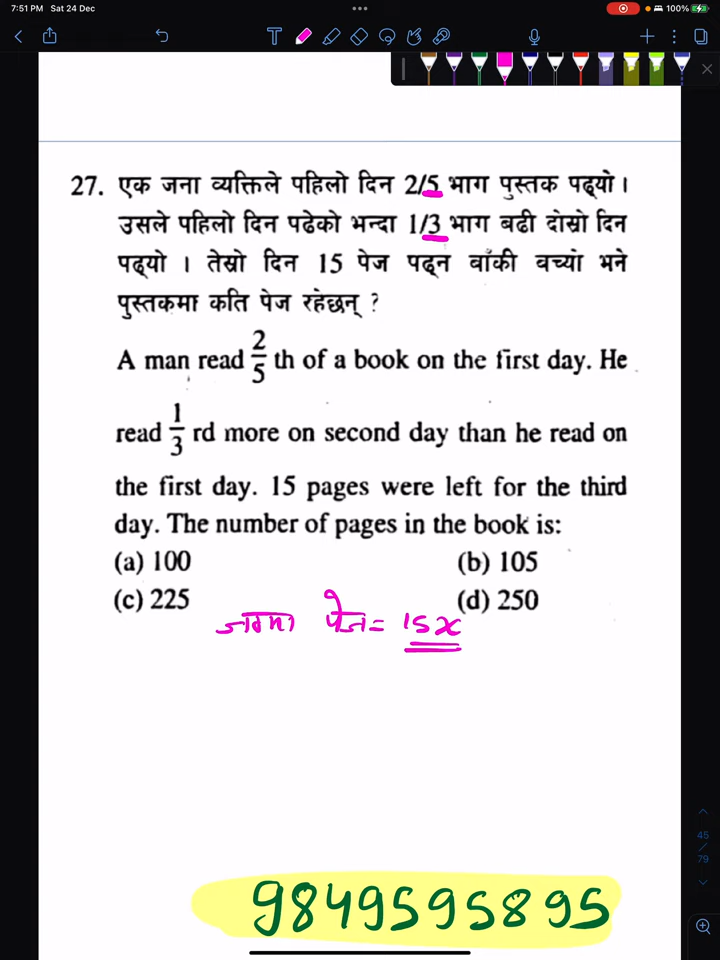 7:51 PM Sat 24 Dec
100%
27. एक जना व्यक्तिले पहिलो दिन 2/5 भाग पुस्तक पढ्यो।
उसले पहिलो दिन पढेको भन्दा 1/3 भाग बढी दोस्रो दिन
पढ्यो । तेस्रो दिन 15 पेज पढ्न बाँकी बच्यो भने
पुस्तकमा कति पेज रहेछन् ?
A man read 2/5 th of a book on the first day. He
read 1/3 rd more on second day than he read on
the first day. 15 pages were left for the third
day. The number of pages in the book is:
(a) 100 (b) 105
(c) 225 (d) 250
जम्मा पेज= 15x
45
/
79
9849595895